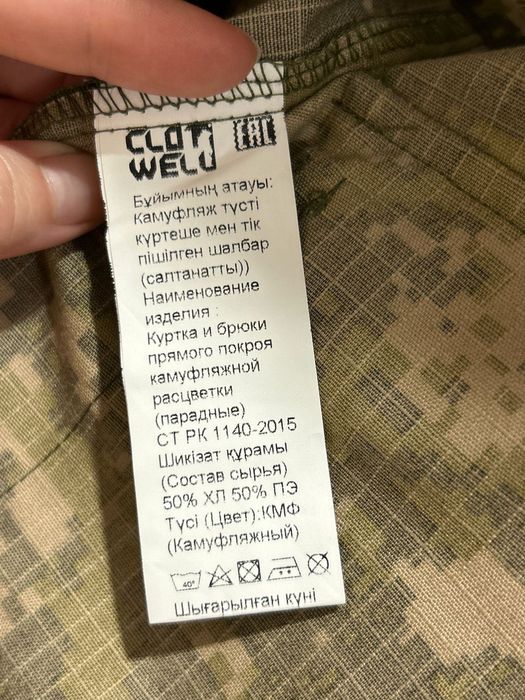 CLOT
WELL
EAC
Бұйымның атауы:
Камуфляж түсті
күртеше мен тік
пішілген шалбар
(салтанатты))
Наименование
изделия :
Куртка и брюки
прямого покроя
камуфляжной
расцветки
(парадные)
СТ РК 1140-2015
Шикізат құрамы
(Состав сырья)
50% ХЛ 50% ПЭ
Түсі (Цвет):КМФ
(Камуфляжный)
40°
Шығарылған күні